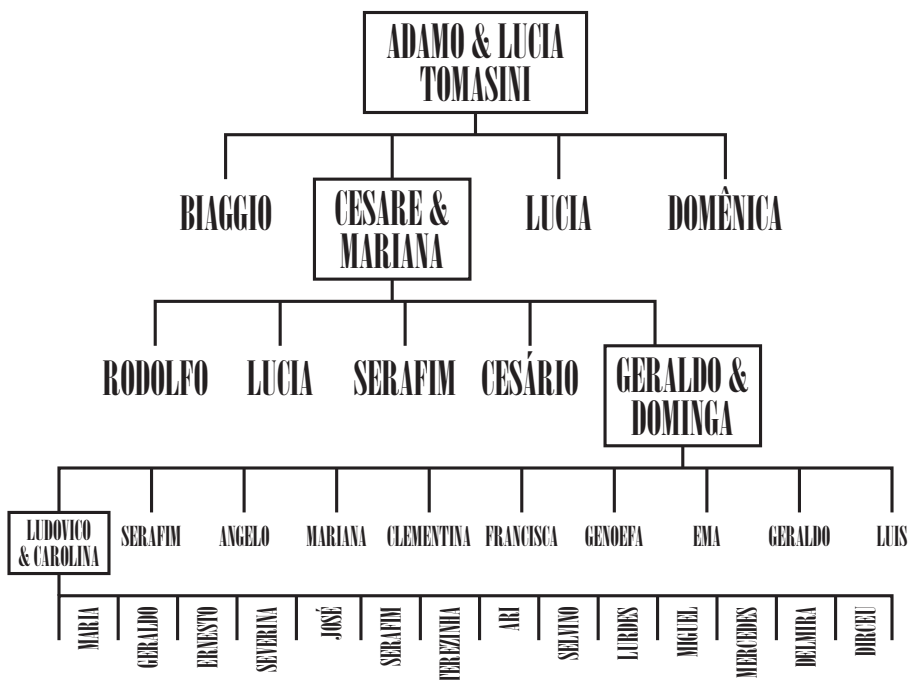 ADAMO & LUCIA
TOMASINI
BIAGGIO
CESARE &
MARIANA
LUCIA
DOMÊNICA
RODOLFO
LUCIA
SERAFIM
CESÁRIO
GERALDO &
DOMINGA
LUDOVICO
& CAROLINA
SERAFIM
ANGELO
MARIANA
CLEMENTINA
FRANCISCA
GENOEFA
EMA
GERALDO
LUIS
MARIA
GERALDO
ERNESTO
SEVERINA
JOSÉ
SERAFIM
TEREZINHA
ARI
SELVINO
LURDES
MIGUEL
MERCEDES
DELMIRA
DIRCEU